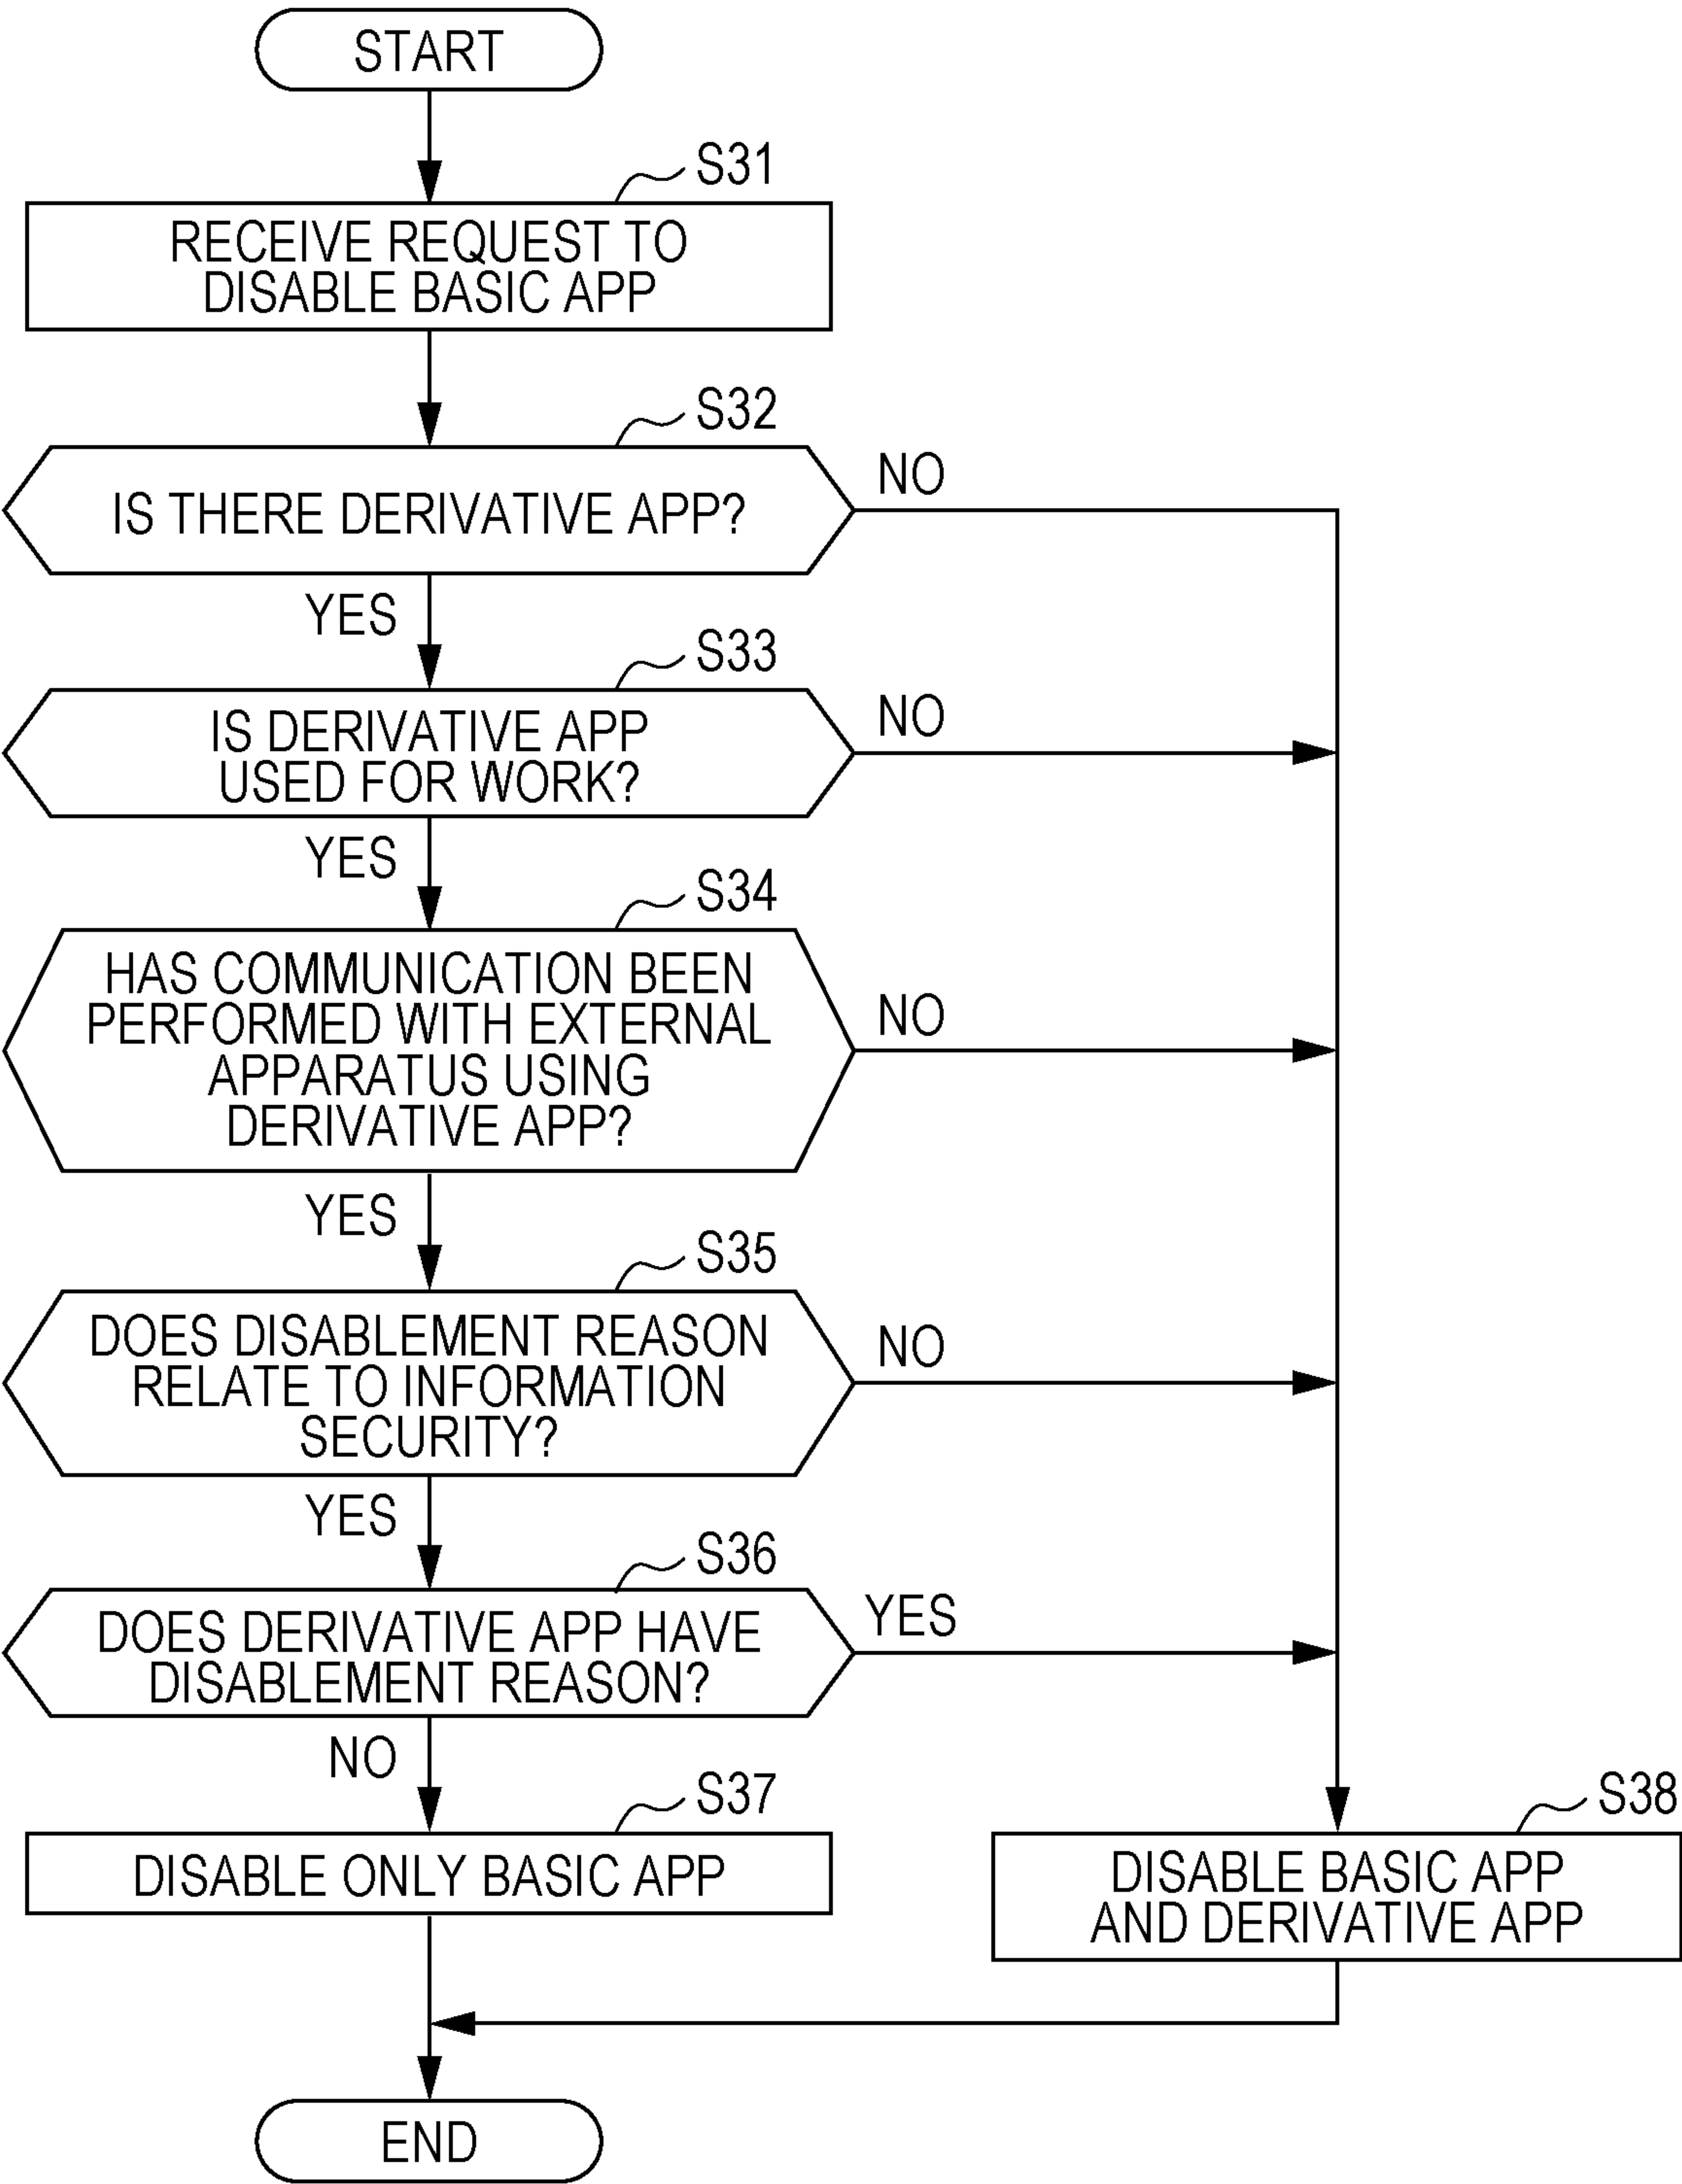 START
S31
RECEIVE REQUEST TO
DISABLE BASIC APP
S32
IS THERE DERIVATIVE APP?
NO
YES
S33
IS DERIVATIVE APP
USED FOR WORK?
NO
YES
S34
HAS COMMUNICATION BEEN
PERFORMED WITH EXTERNAL
APPARATUS USING
DERIVATIVE APP?
NO
YES
S35
DOES DISABLEMENT REASON
RELATE TO INFORMATION
SECURITY?
NO
YES
S36
DOES DERIVATIVE APP HAVE
DISABLEMENT REASON?
YES
NO
S37
DISABLE ONLY BASIC APP
S38
DISABLE BASIC APP
AND DERIVATIVE APP
END